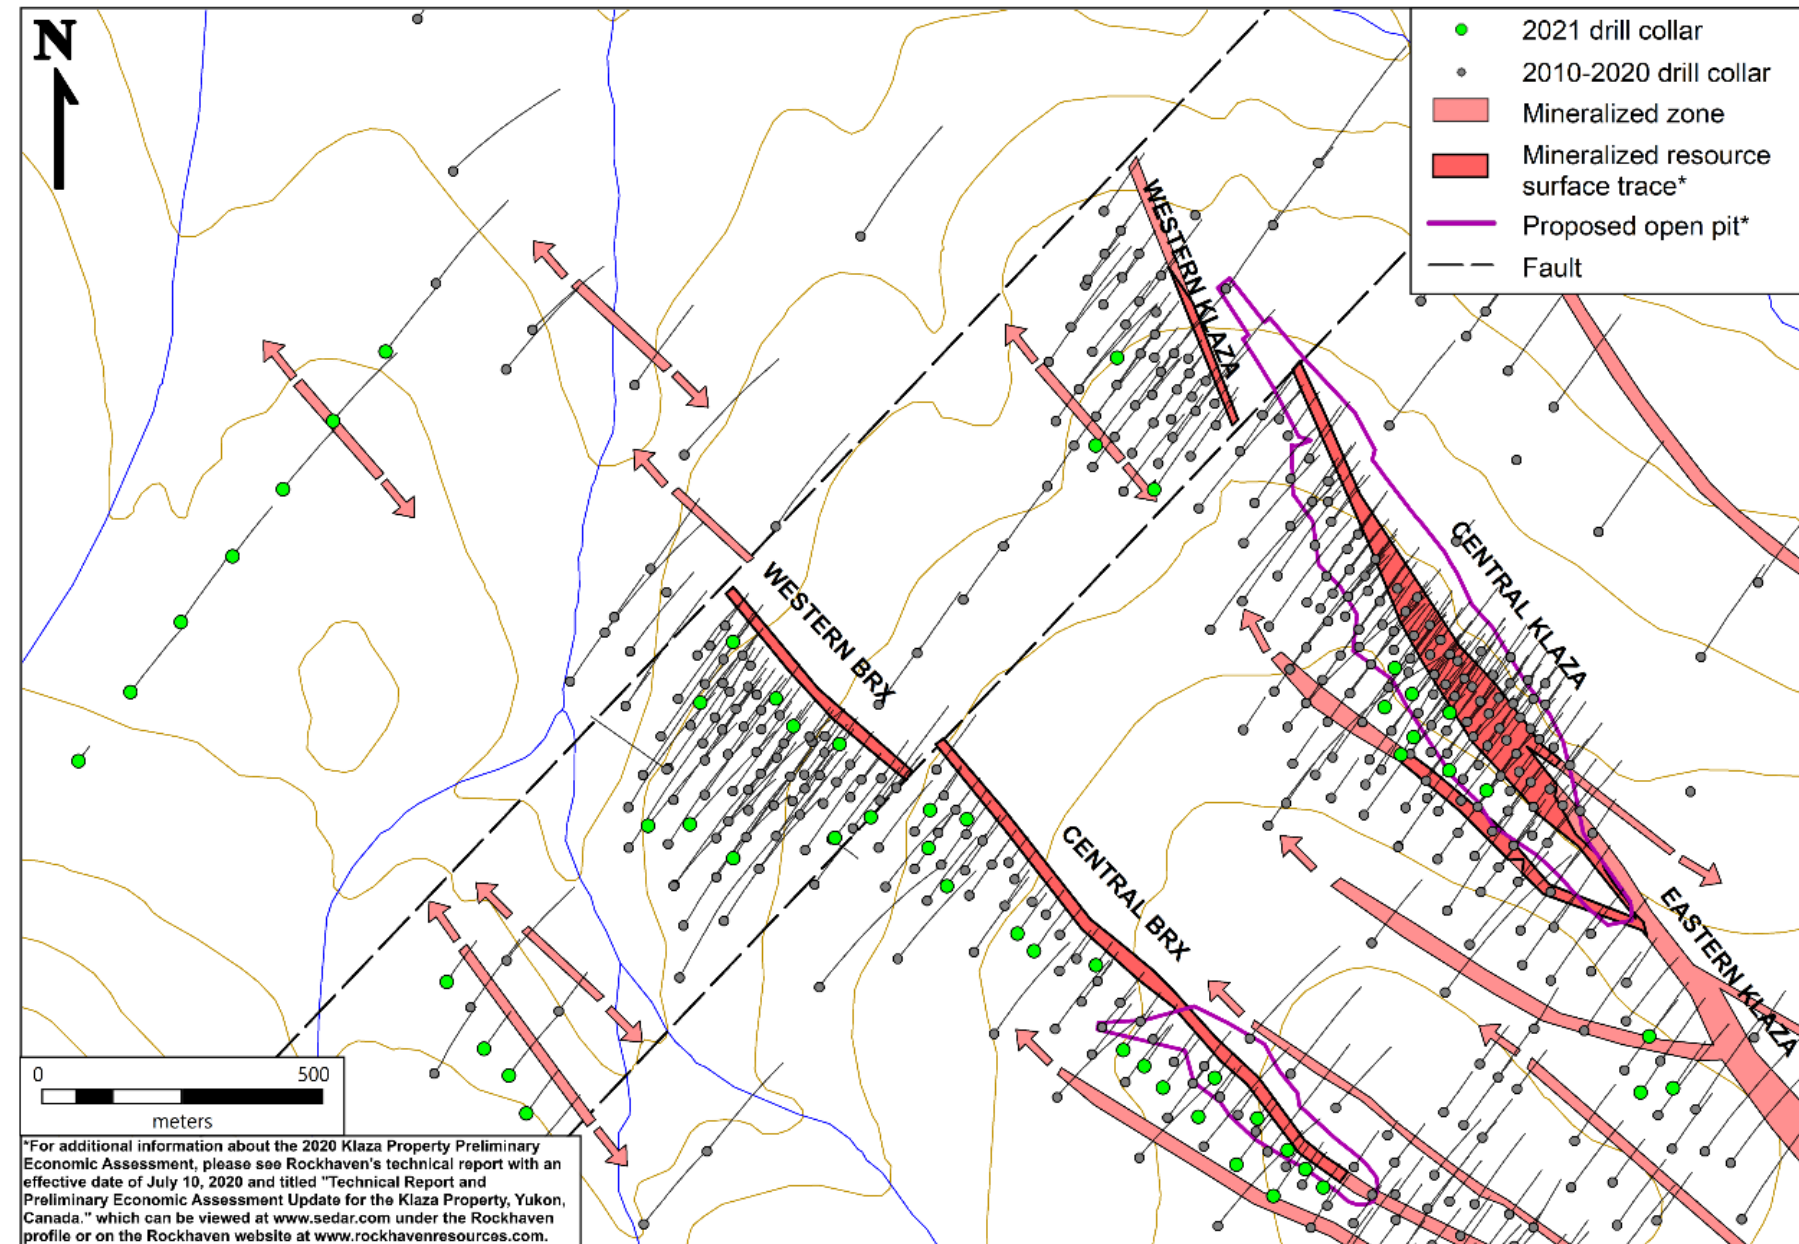 N
2021 drill collar
2010-2020 drill collar
Mineralized zone
Mineralized resource
surface trace*
Proposed open pit*
Fault
WESTERN KLAZA
CENTRAL KLAZA
WESTERN BRX
CENTRAL BRX
EASTERN KLAZA
0 500
meters
*For additional information about the 2020 Klaza Property Preliminary
Economic Assessment, please see Rockhaven's technical report with an
effective date of July 10, 2020 and titled "Technical Report and
Preliminary Economic Assessment Update for the Klaza Property, Yukon,
Canada." which can be viewed at www.sedar.com under the Rockhaven
profile or on the Rockhaven website at www.rockhavenresources.com.